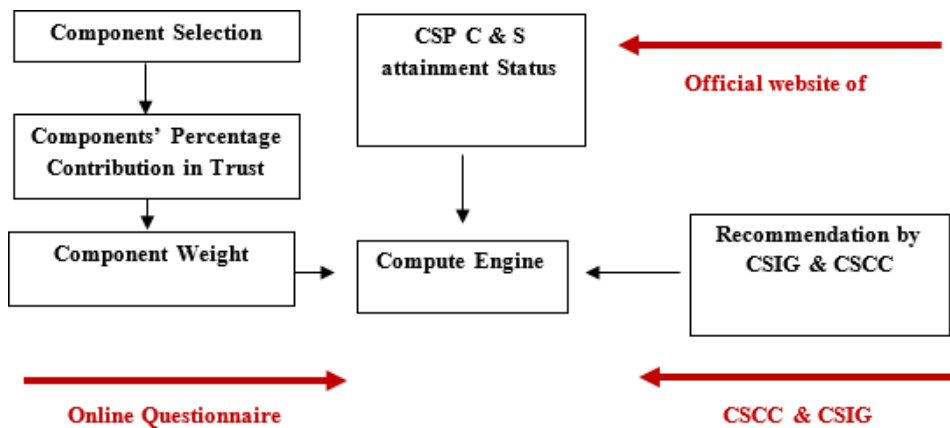 Component Selection
CSP C & S
attainment Status
Official website of
Components’ Percentage
Contribution in Trust
Component Weight
Compute Engine
Recommendation by
CSIG & CSCC
Online Questionnaire
CSCC & CSIG